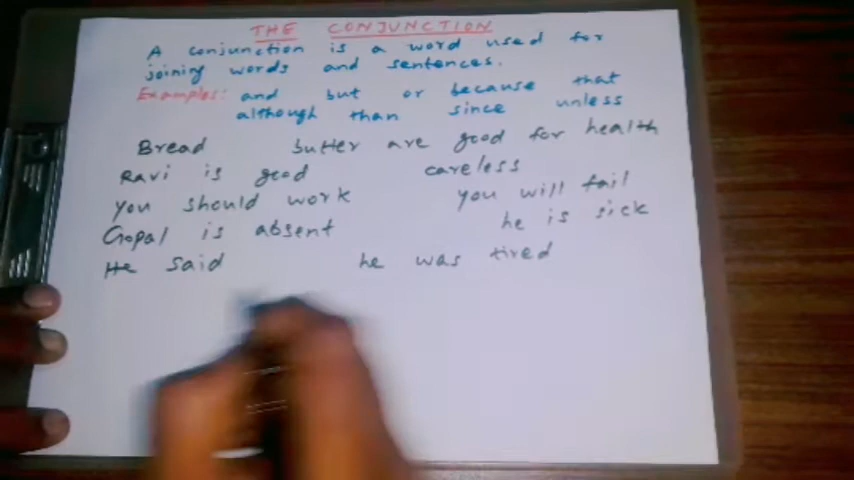 THE CONJUNCTION
A conjunction is a word used for
joining words and sentences.
Examples: and but or because that
although than since unless
Bread butter are good for health
Ravi is good careless
you should work you will fail
Gopal is absent he is sick
He said he was tired